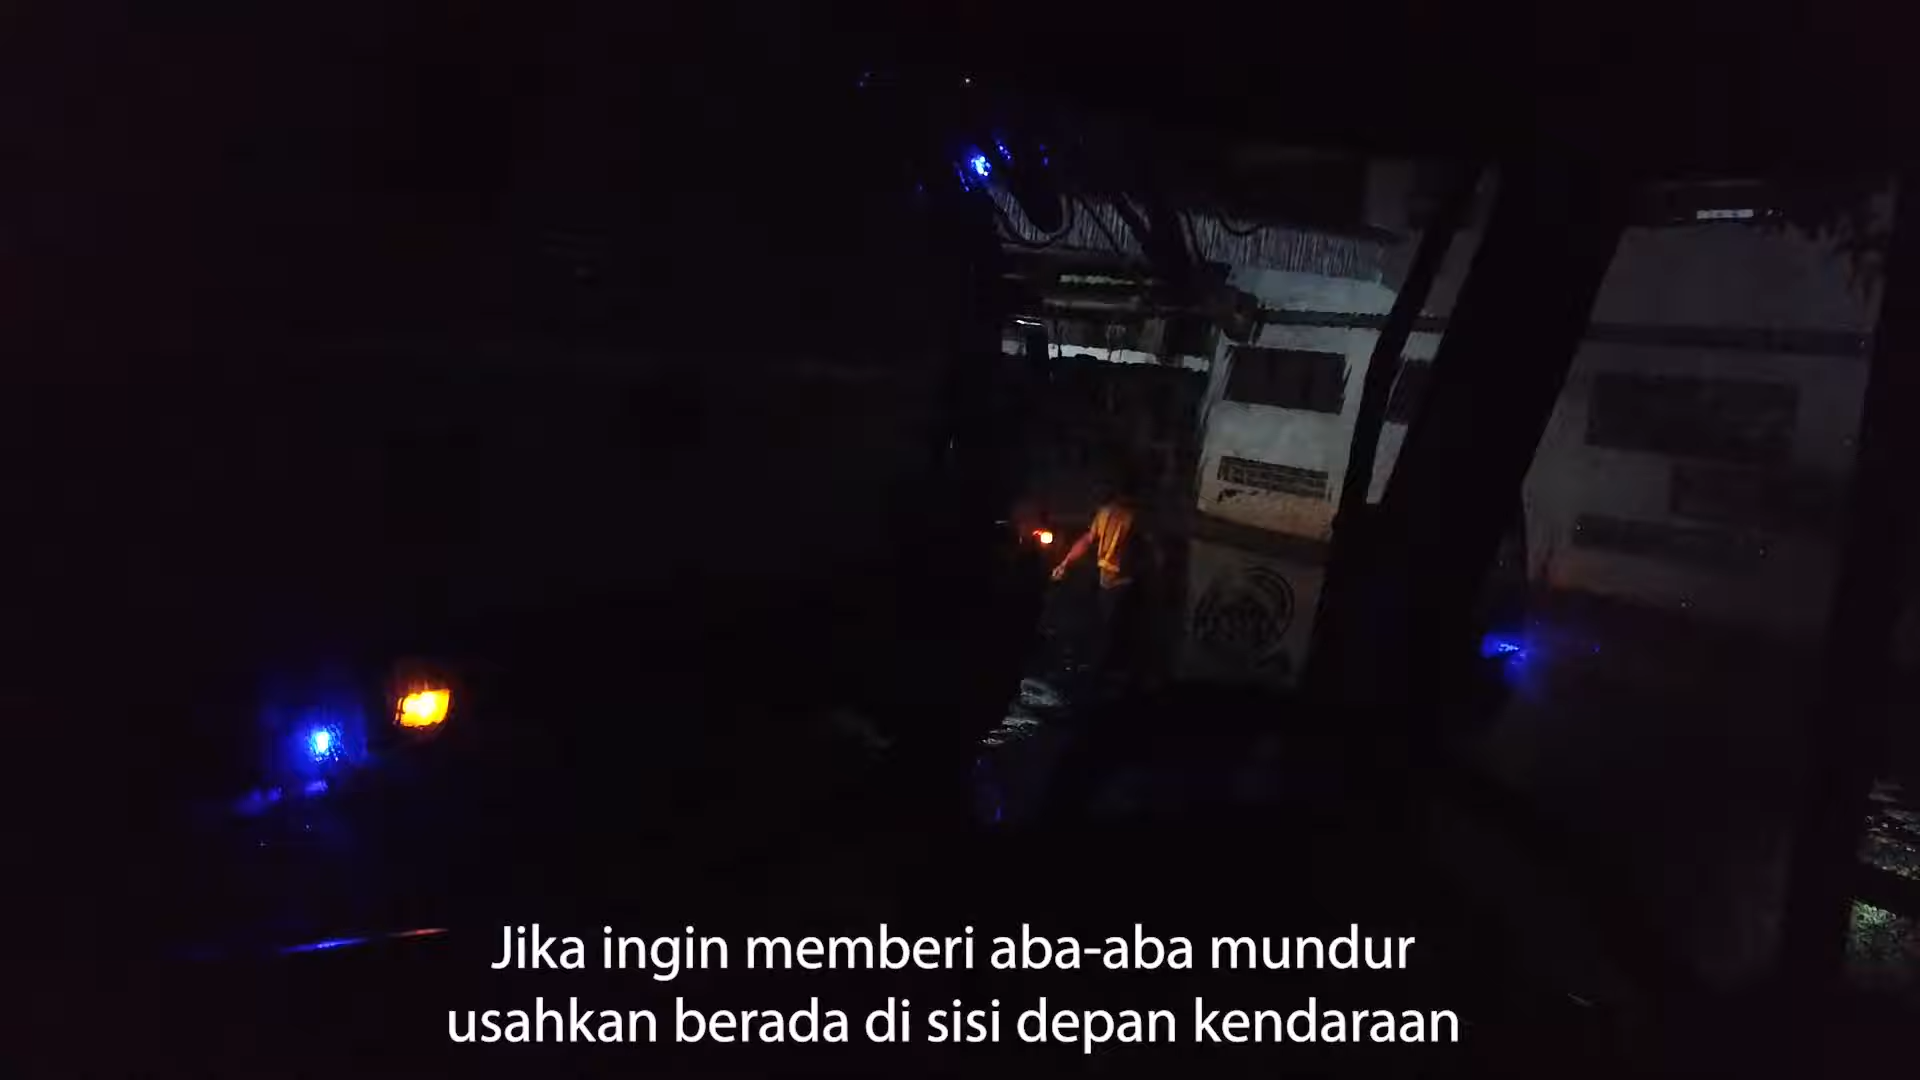 Jika ingin memberi aba-aba mundur
usahkan berada di sisi depan kendaraan